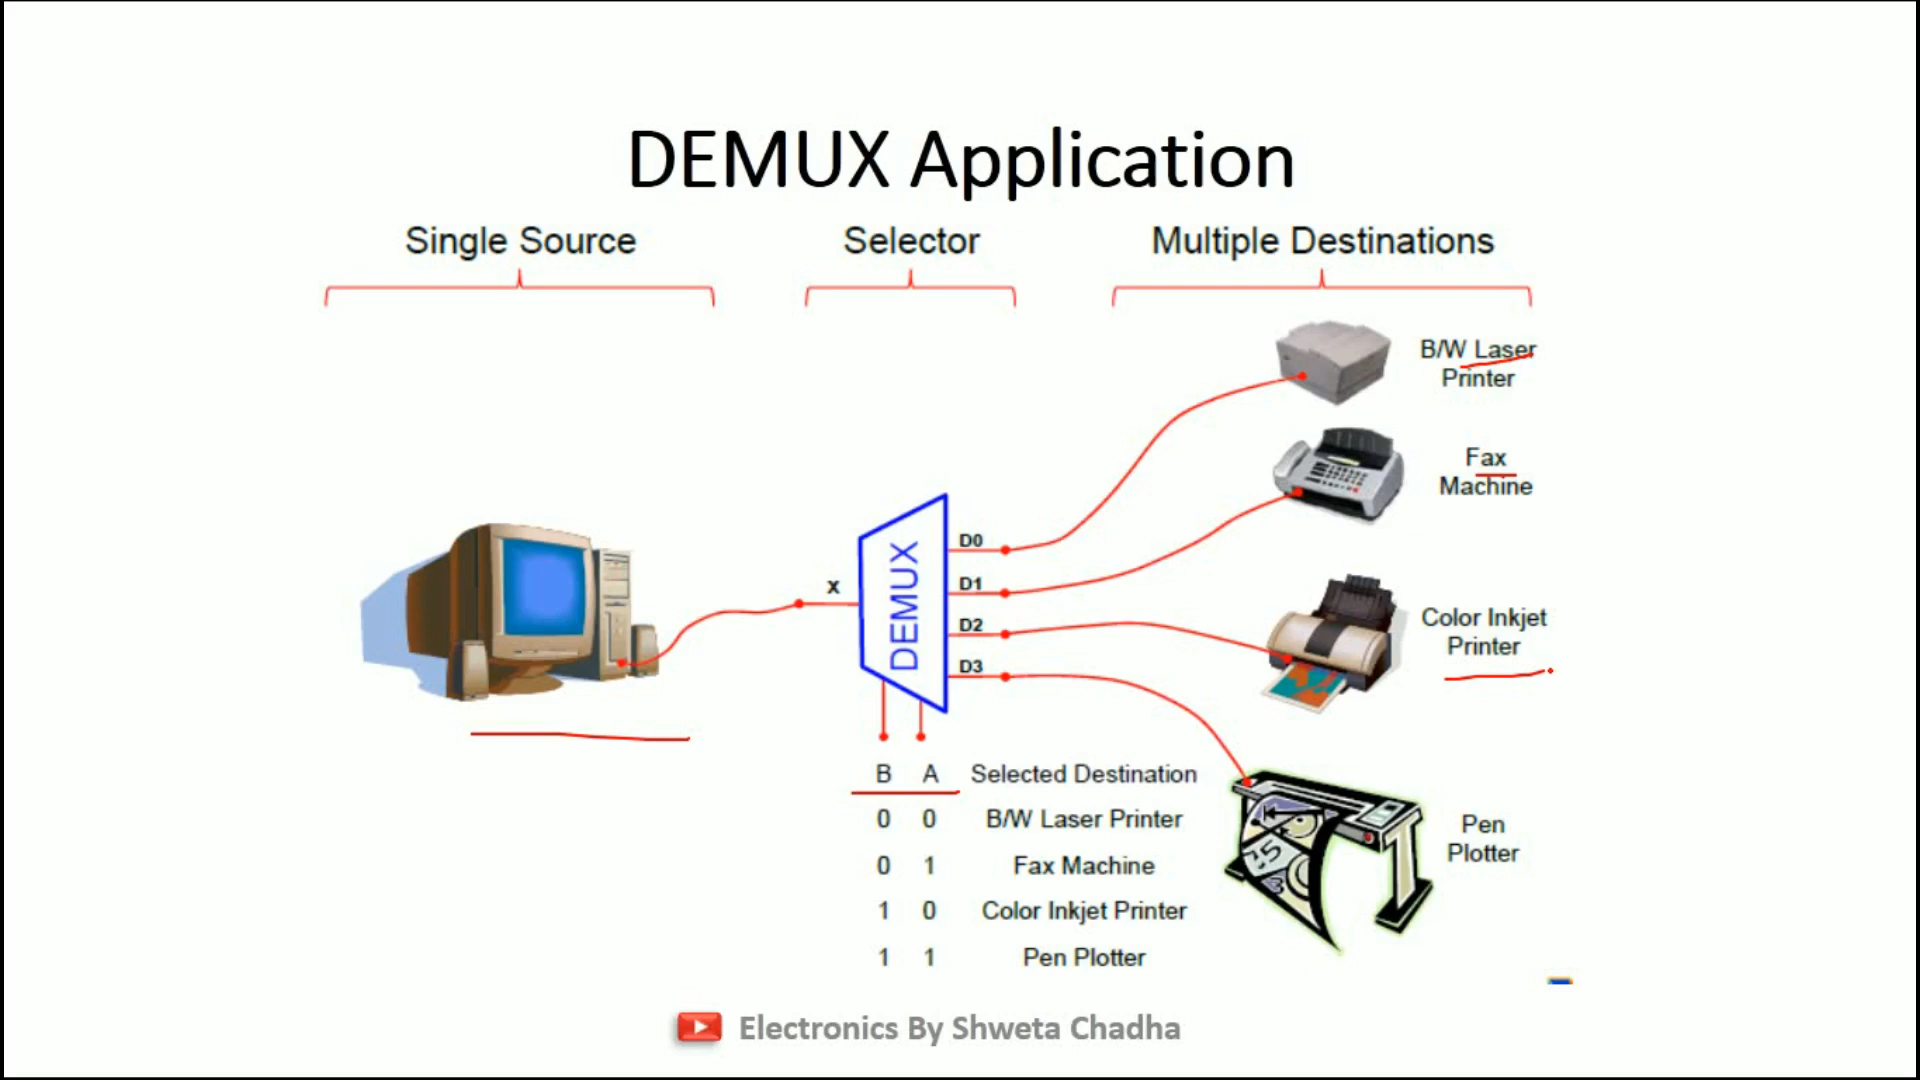 DEMUX Application
Single Source
Selector
Multiple Destinations
B/W Laser
Printer
Fax
Machine
Color Inkjet
Printer
Pen
Plotter
X
DEMUX
D0
D1
D2
D3
B A Selected Destination
0 0 B/W Laser Printer
0 1 Fax Machine
1 0 Color Inkjet Printer
1 1 Pen Plotter
Electronics By Shweta Chadha